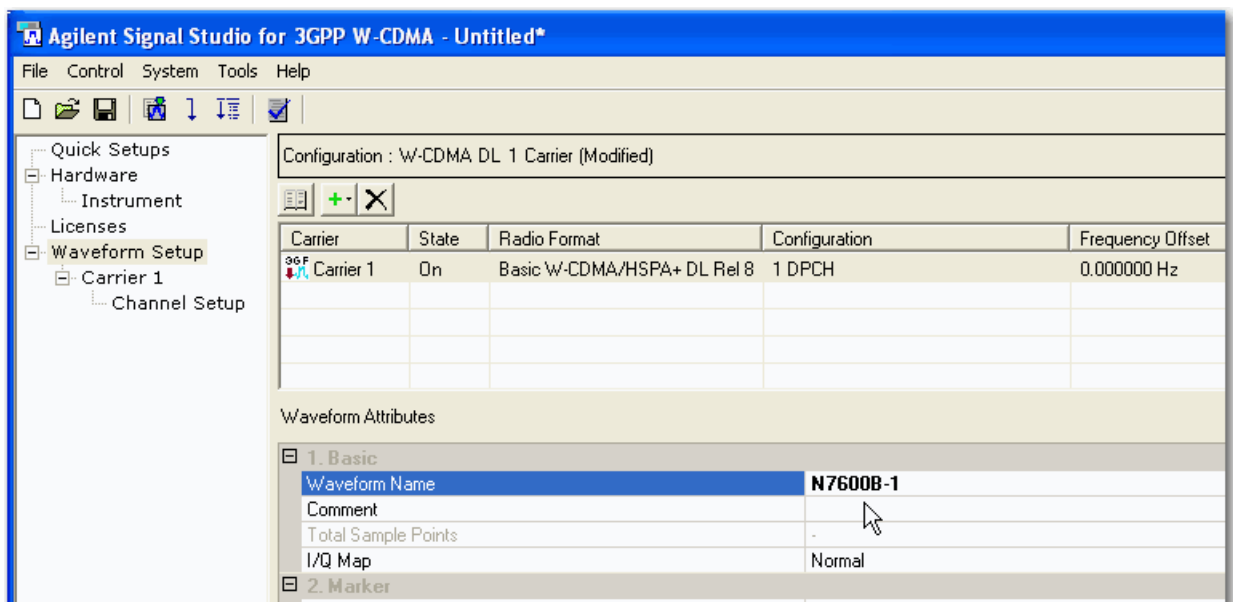 Agilent Signal Studio for 3GPP W-CDMA - Untitled*
File Control System Tools Help
Quick Setups
Hardware
Instrument
Licenses
Waveform Setup
Carrier 1
Channel Setup
Configuration : W-CDMA DL 1 Carrier (Modified)
Carrier State Radio Format Configuration Frequency Offset
Carrier 1 On Basic W-CDMA/HSPA+ DL Rel 8 1 DPCH 0.000000 Hz
Waveform Attributes
1. Basic
Waveform Name N7600B-1
Comment
Total Sample Points -
I/Q Map Normal
2. Marker